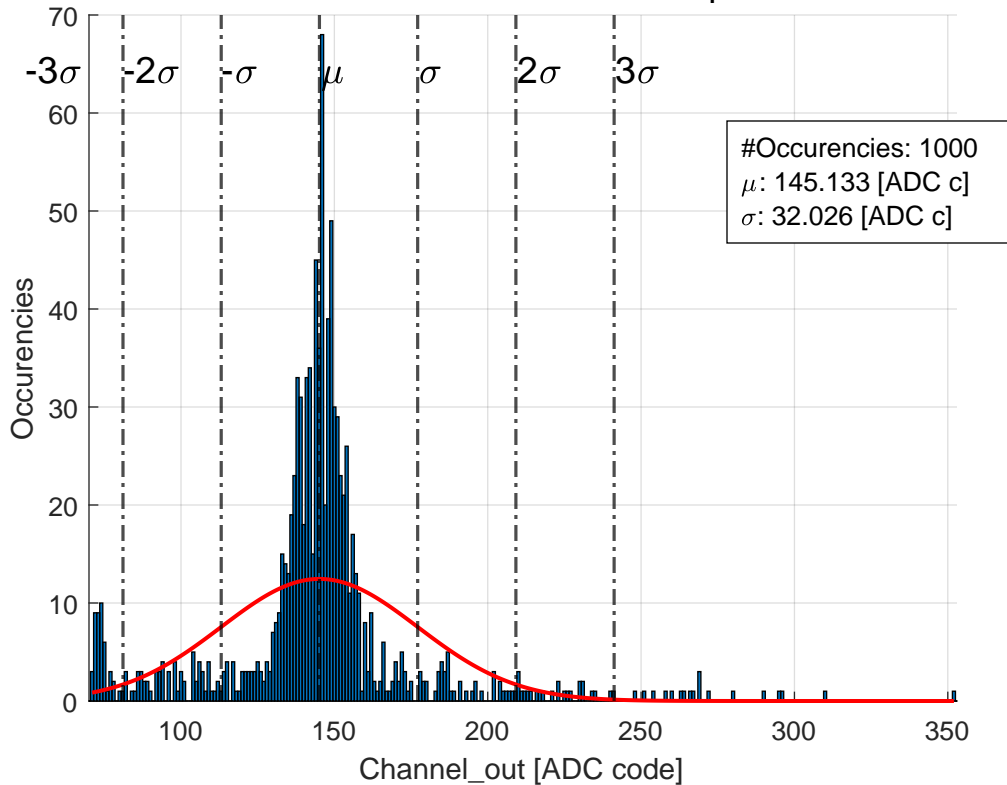 70
-3σ -2σ -σ μ σ 2σ 3σ
60
#Occurencies: 1000
μ: 145.133 [ADC c]
σ: 32.026 [ADC c]
50
40
30
20
10
0
Occurencies
100 150 200 250 300 350
Channel_out [ADC code]